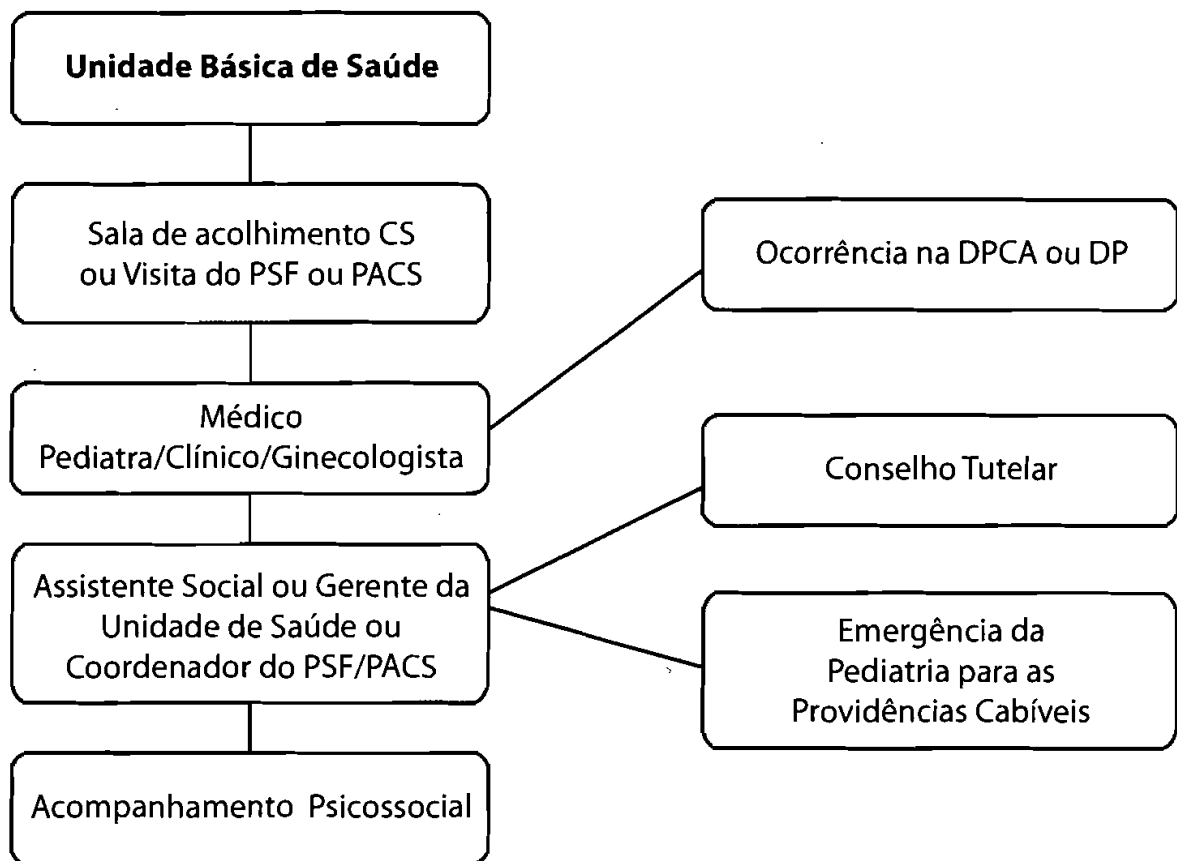 Unidade Básica de Saúde
Sala de acolhimento CS
ou Visita do PSF ou PACS
Ocorrência na DPCA ou DP
Médico
Pediatra/Clínico/Ginecologista
Conselho Tutelar
Assistente Social ou Gerente da
Unidade de Saúde ou
Coordenador do PSF/PACS
Emergência da
Pediatria para as
Providências Cabíveis
Acompanhamento Psicossocial